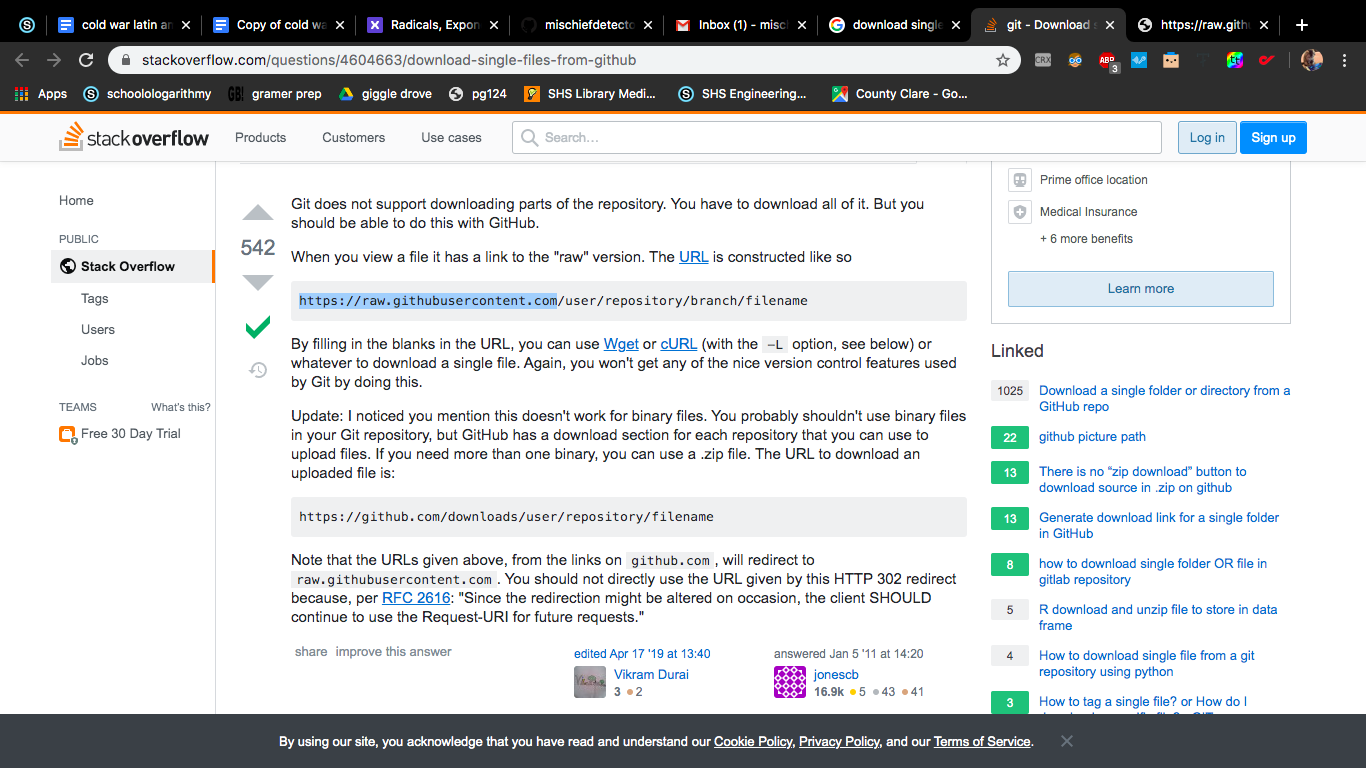 cold war latin an
Copy of cold wa
Radicals, Expon
mischiefdetecto
Inbox (1) - misch
download single
git - Download s
https://raw.gith
stackoverflow.com/questions/4604663/download-single-files-from-github
CRX
ABP
3
Apps
schoolologarithmy
GB!
gramer prep
giggle drove
pg124
SHS Library Medi...
SHS Engineering...
County Clare - Go...
stackoverflow
Products
Customers
Use cases
Search...
Log in
Sign up
Home
PUBLIC
Stack Overflow
Tags
Users
Jobs
TEAMS
What's this?
Free 30 Day Trial
542
Git does not support downloading parts of the repository. You have to download all of it. But you
should be able to do this with GitHub.
When you view a file it has a link to the "raw" version. The URL is constructed like so
https://raw.githubusercontent.com/user/repository/branch/filename
By filling in the blanks in the URL, you can use Wget or cURL (with the -L option, see below) or
whatever to download a single file. Again, you won't get any of the nice version control features used
by Git by doing this.
Update: I noticed you mention this doesn't work for binary files. You probably shouldn't use binary files
in your Git repository, but GitHub has a download section for each repository that you can use to
upload files. If you need more than one binary, you can use a .zip file. The URL to download an
uploaded file is:
https://github.com/downloads/user/repository/filename
Note that the URLs given above, from the links on github.com, will redirect to
raw.githubusercontent.com. You should not directly use the URL given by this HTTP 302 redirect
because, per RFC 2616: "Since the redirection might be altered on occasion, the client SHOULD
continue to use the Request-URI for future requests."
share improve this answer
edited Apr 17 '19 at 13:40
Vikram Durai
3 2
answered Jan 5 '11 at 14:20
jonescb
16.9k 5 43 41
Prime office location
Medical Insurance
+ 6 more benefits
Learn more
Linked
1025 Download a single folder or directory from a
GitHub repo
22 github picture path
13 There is no “zip download” button to
download source in .zip on github
13 Generate download link for a single folder
in GitHub
8 how to download single folder OR file in
gitlab repository
5 R download and unzip file to store in data
frame
4 How to download single file from a git
repository using python
3 How to tag a single file? or How do I
By using our site, you acknowledge that you have read and understand our Cookie Policy, Privacy Policy, and our Terms of Service.